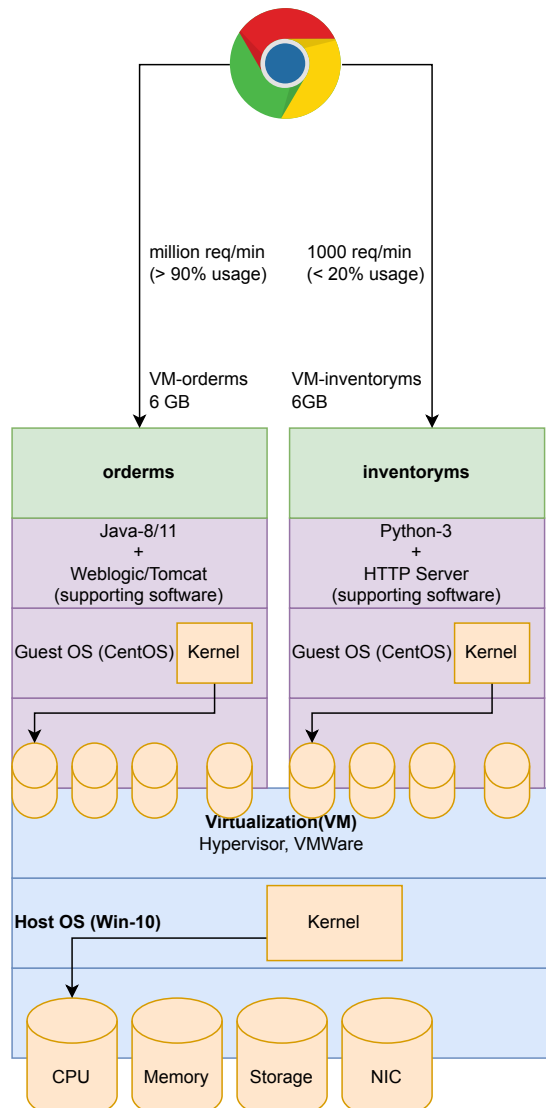 million req/min
(> 90% usage)
1000 req/min
(< 20% usage)
VM-orderms
6 GB
VM-inventoryms
6GB
orderms
inventoryms
Java-8/11
+
Weblogic/Tomcat
(supporting software)
Python-3
+
HTTP Server
(supporting software)
Guest OS (CentOS)
Kernel
Guest OS (CentOS)
Kernel
Virtualization(VM)
Hypervisor, VMWare
Host OS (Win-10)
Kernel
CPU
Memory
Storage
NIC